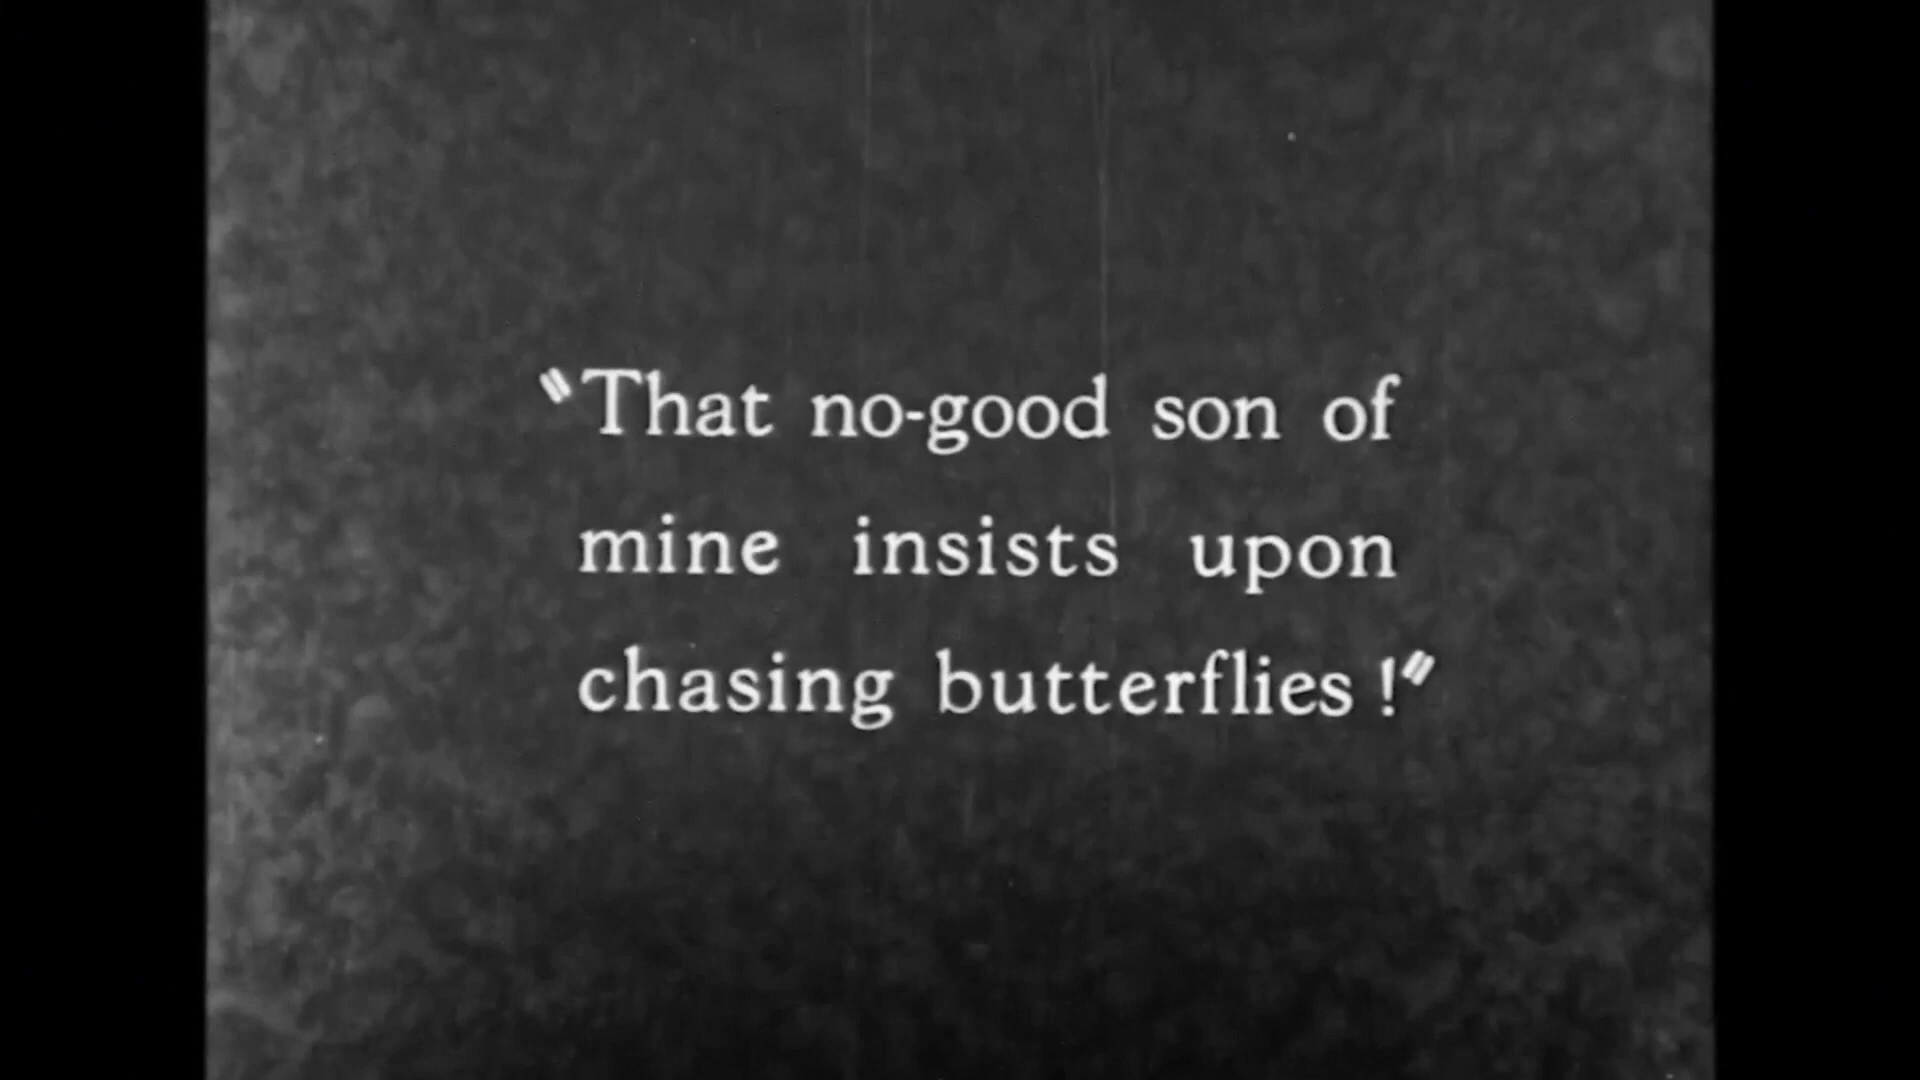 "That no-good son of
mine insists upon
chasing butterflies!"